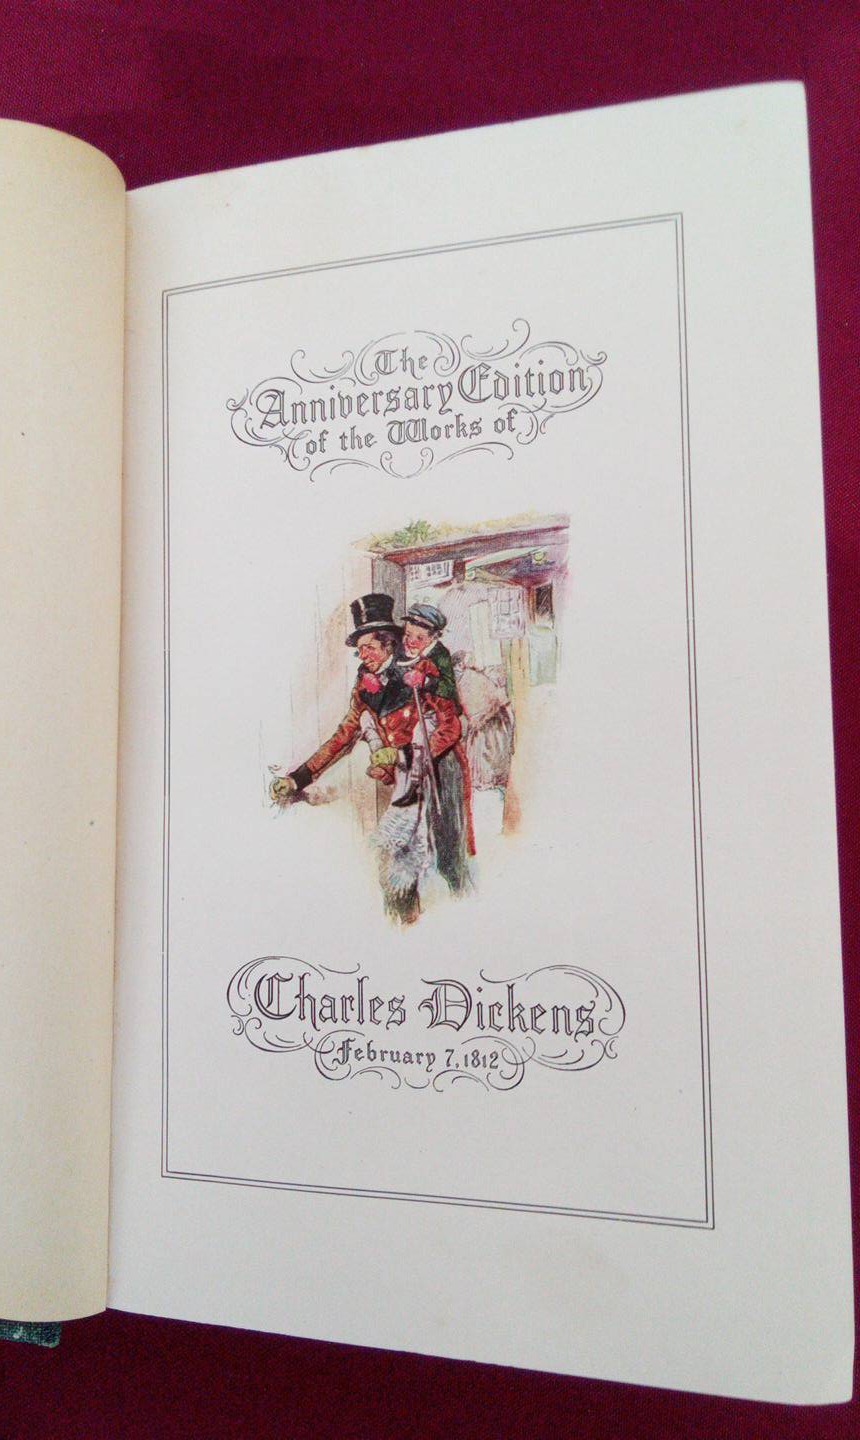 The
Anniversary Edition
of the Works of
Charles Dickens
February 7, 1812